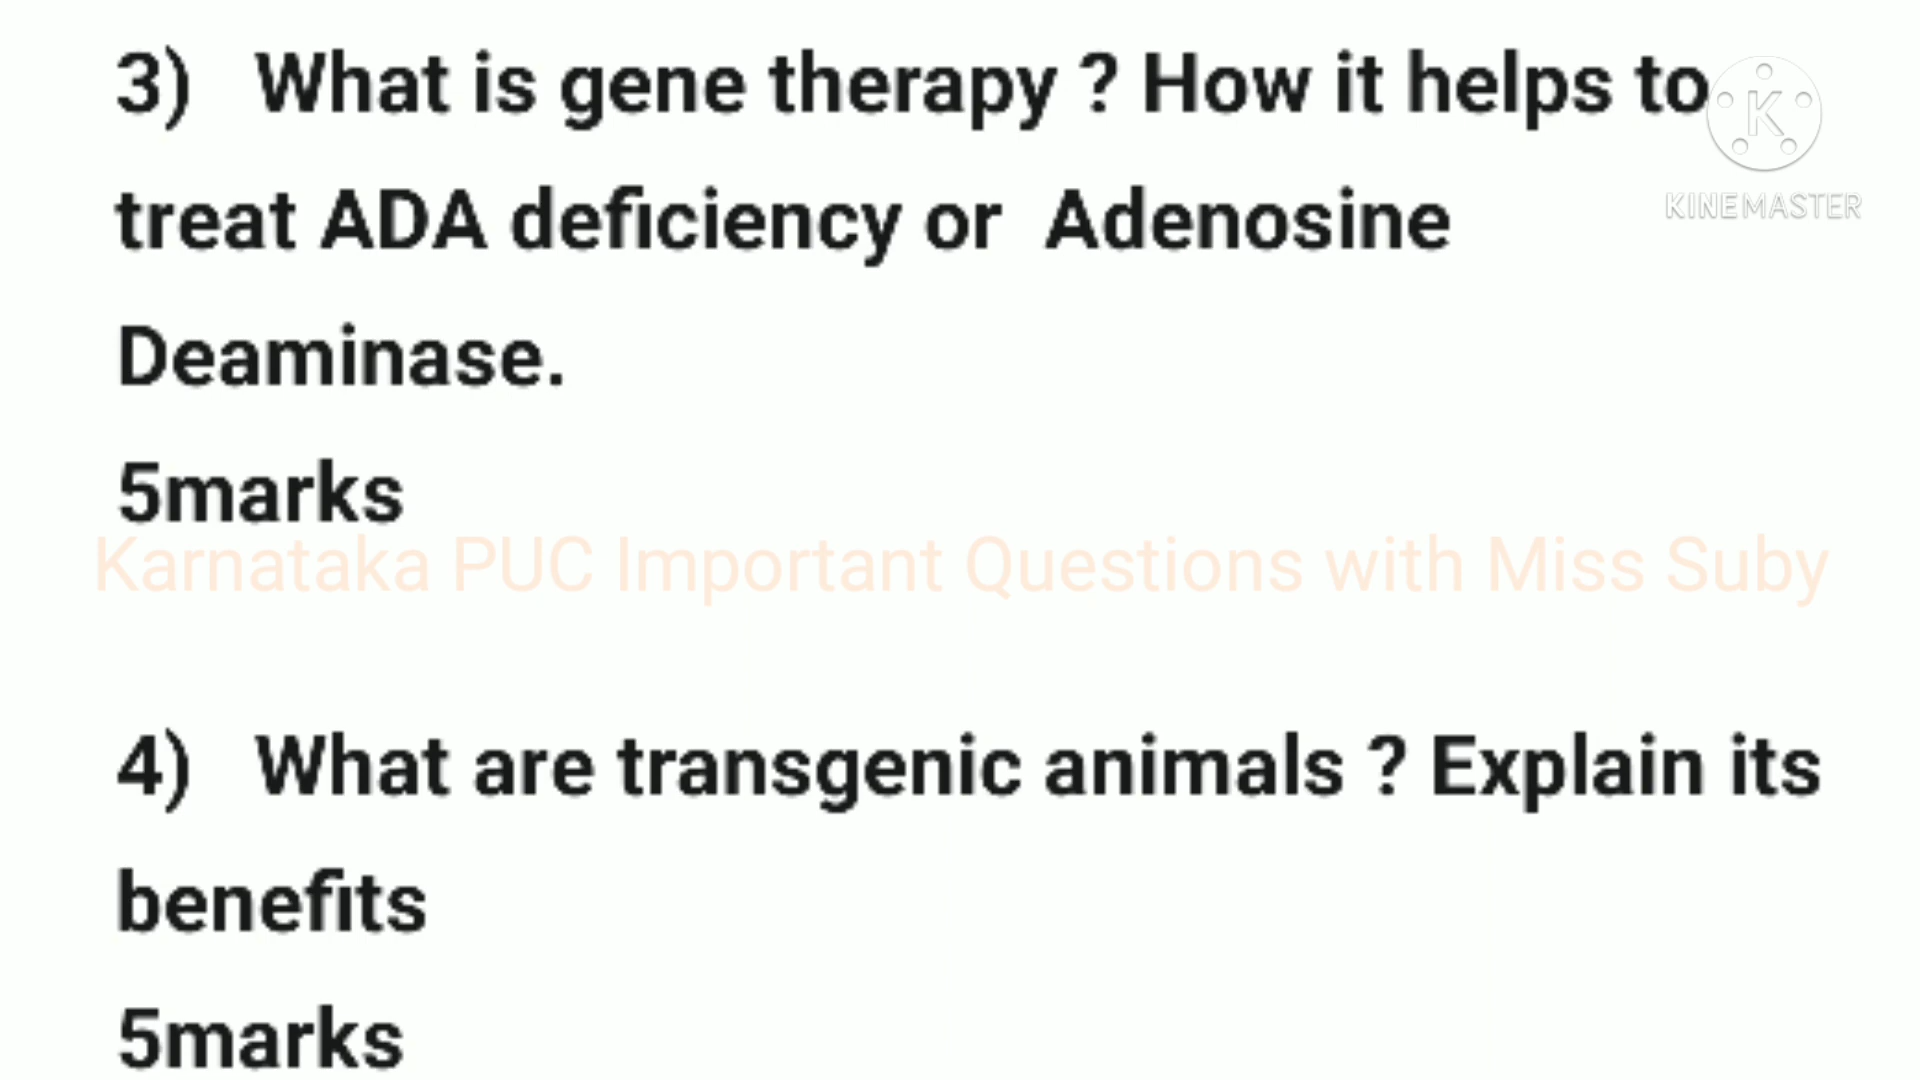 3) What is gene therapy ? How it helps to
K
KINEMASTER
treat ADA deficiency or Adenosine
Deaminase.
5marks
Karnataka PUC Important Questions with Miss Suby
4) What are transgenic animals ? Explain its
benefits
5marks